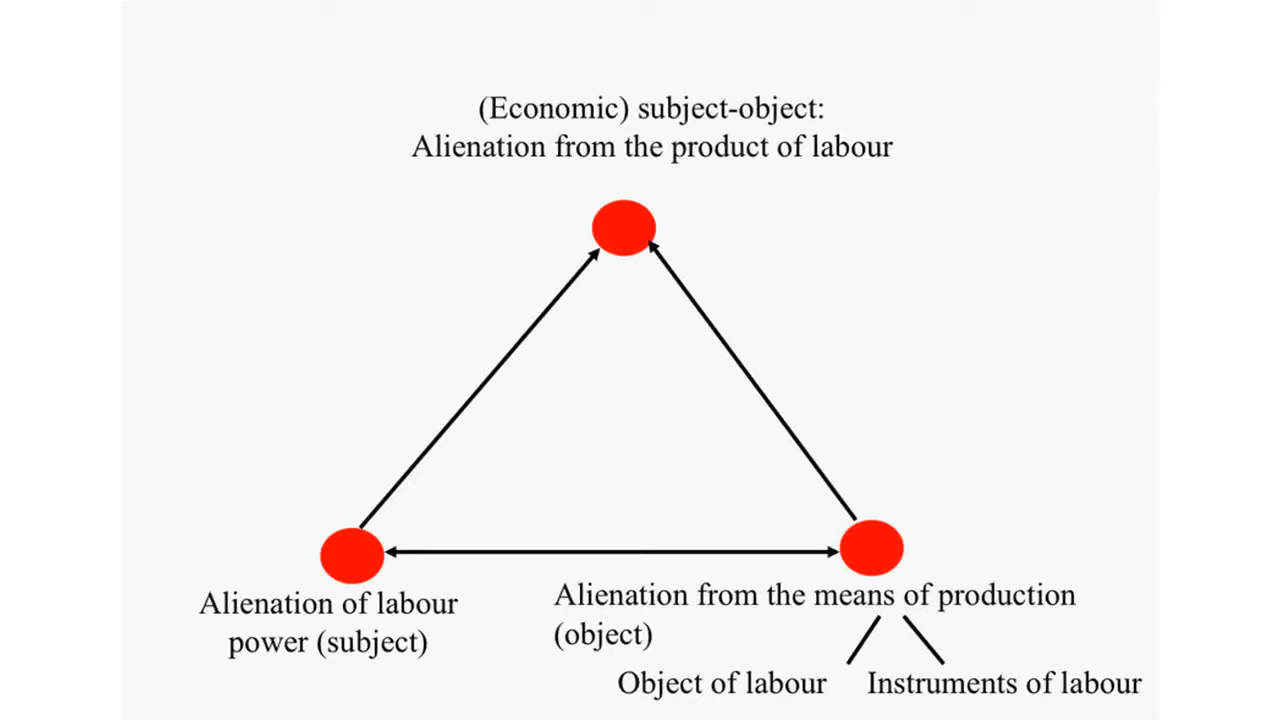 (Economic) subject-object:
Alienation from the product of labour
Alienation of labour
power (subject)
Alienation from the means of production
(object)
Object of labour
Instruments of labour